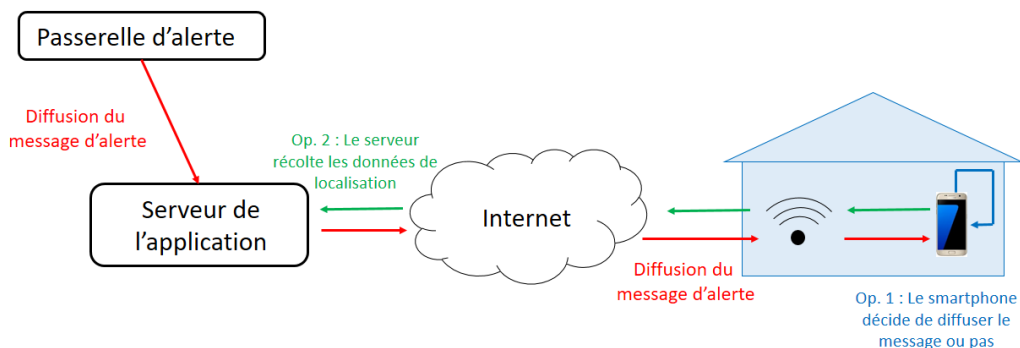 Passerelle d'alerte
Diffusion du
message d'alerte
Op. 2 : Le serveur
récolte les données de
localisation
Serveur de
l'application
Internet
Diffusion du
message d'alerte
Op. 1 : Le smartphone
décide de diffuser le
message ou pas